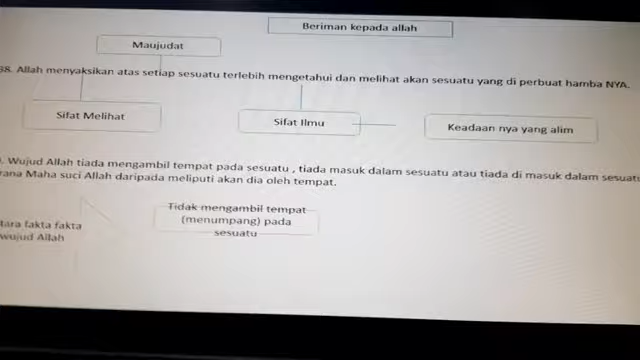 Beriman kepada allah
Maujudat
38. Allah menyaksikan atas setiap sesuatu terlebih mengetahui dan melihat akan sesuatu yang di perbuat hamba NYA.
Sifat Melihat
Sifat Ilmu
Keadaan nya yang alim
. Wujud Allah tiada mengambil tempat pada sesuatu , tiada masuk dalam sesuatu atau tiada di masuk dalam sesuatu
rana Maha suci Allah daripada meliputi akan dia oleh tempat.
Tidak mengambil tempat
(menumpang) pada
sesuatu
tara fakta fakta
wujud Allah